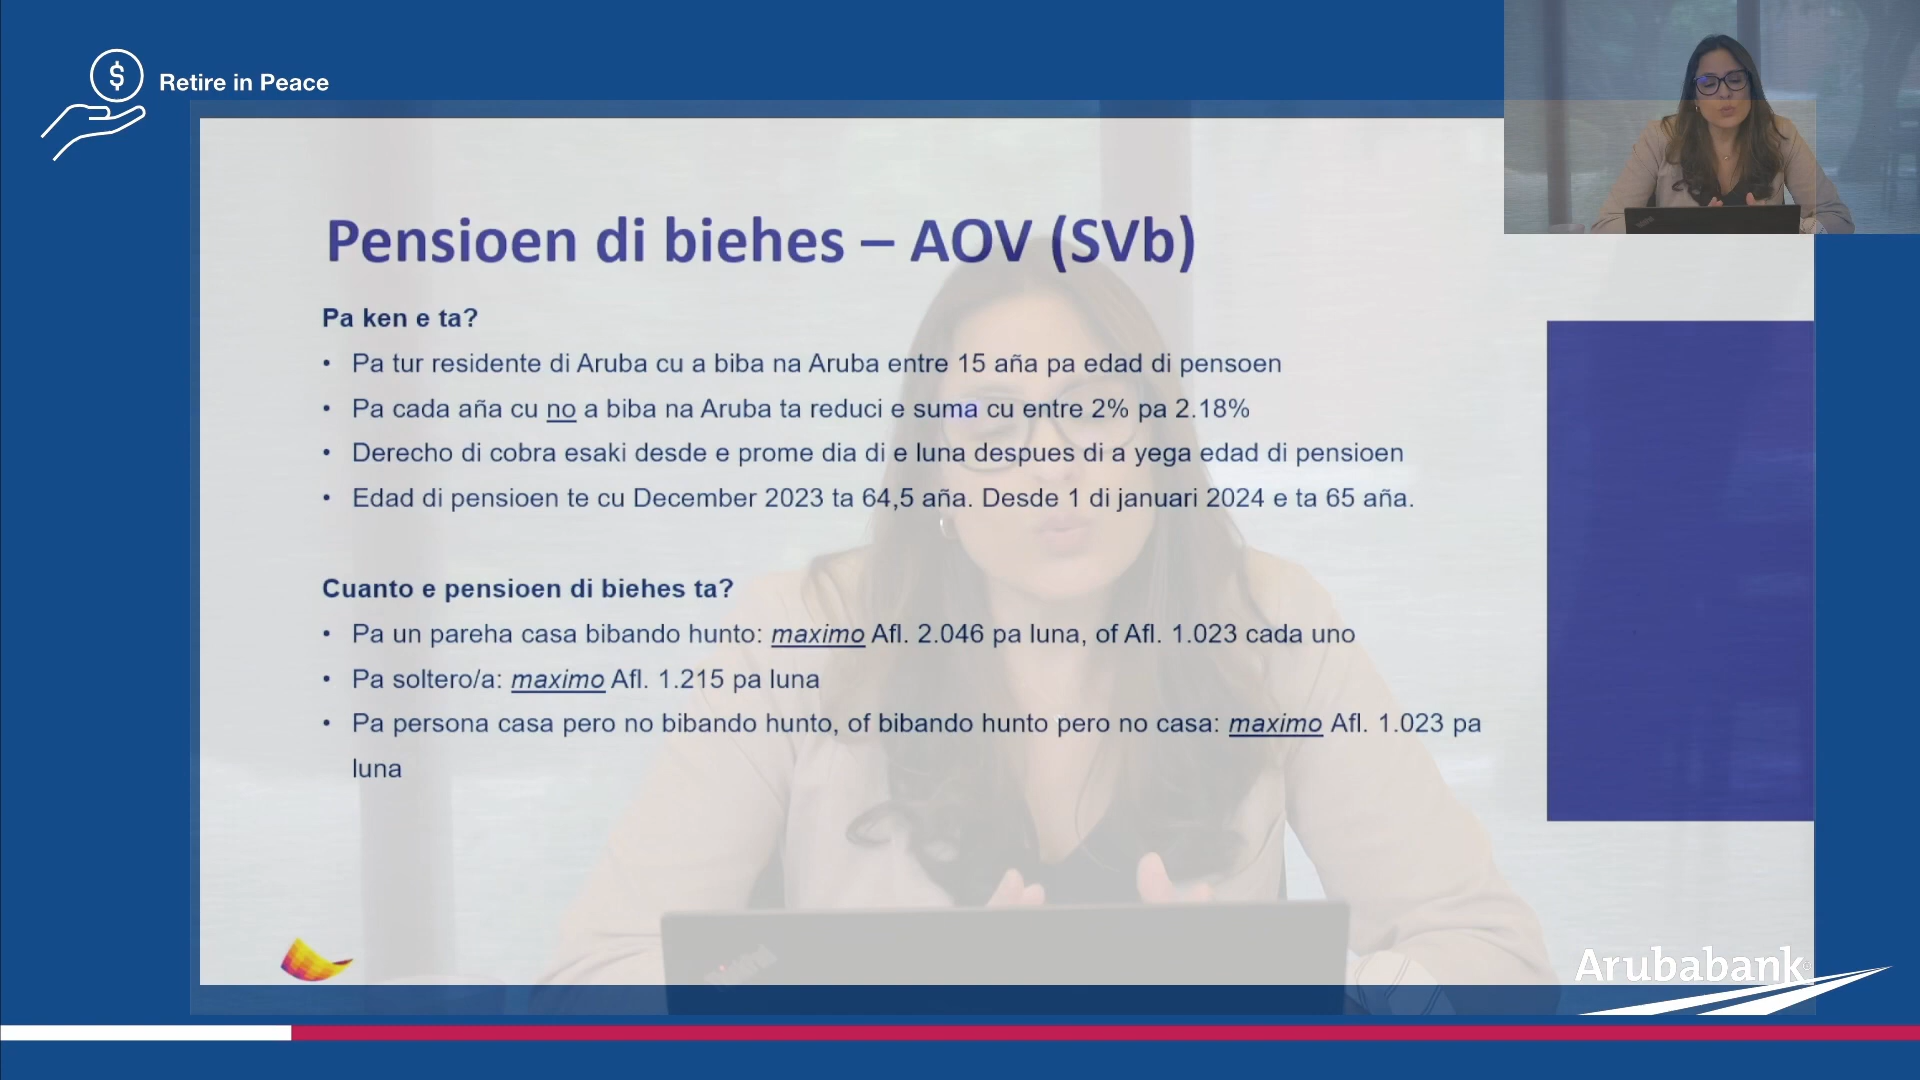 $ Retire in Peace
Pensioen di biehes – AOV (SVb)
Pa ken e ta?
• Pa tur residente di Aruba cu a biba na Aruba entre 15 aña pa edad di pensoen
• Pa cada aña cu no a biba na Aruba ta reduci e suma cu entre 2% pa 2.18%
• Derecho di cobra esaki desde e prome dia di e luna despues di a yega edad di pensioen
• Edad di pensioen te cu December 2023 ta 64,5 aña. Desde 1 di januari 2024 e ta 65 aña.
Cuanto e pensioen di biehes ta?
• Pa un pareha casa bibando hunto: maximo Afl. 2.046 pa luna, of Afl. 1.023 cada uno
• Pa soltero/a: maximo Afl. 1.215 pa luna
• Pa persona casa pero no bibando hunto, of bibando hunto pero no casa: maximo Afl. 1.023 pa
luna
Arubabank